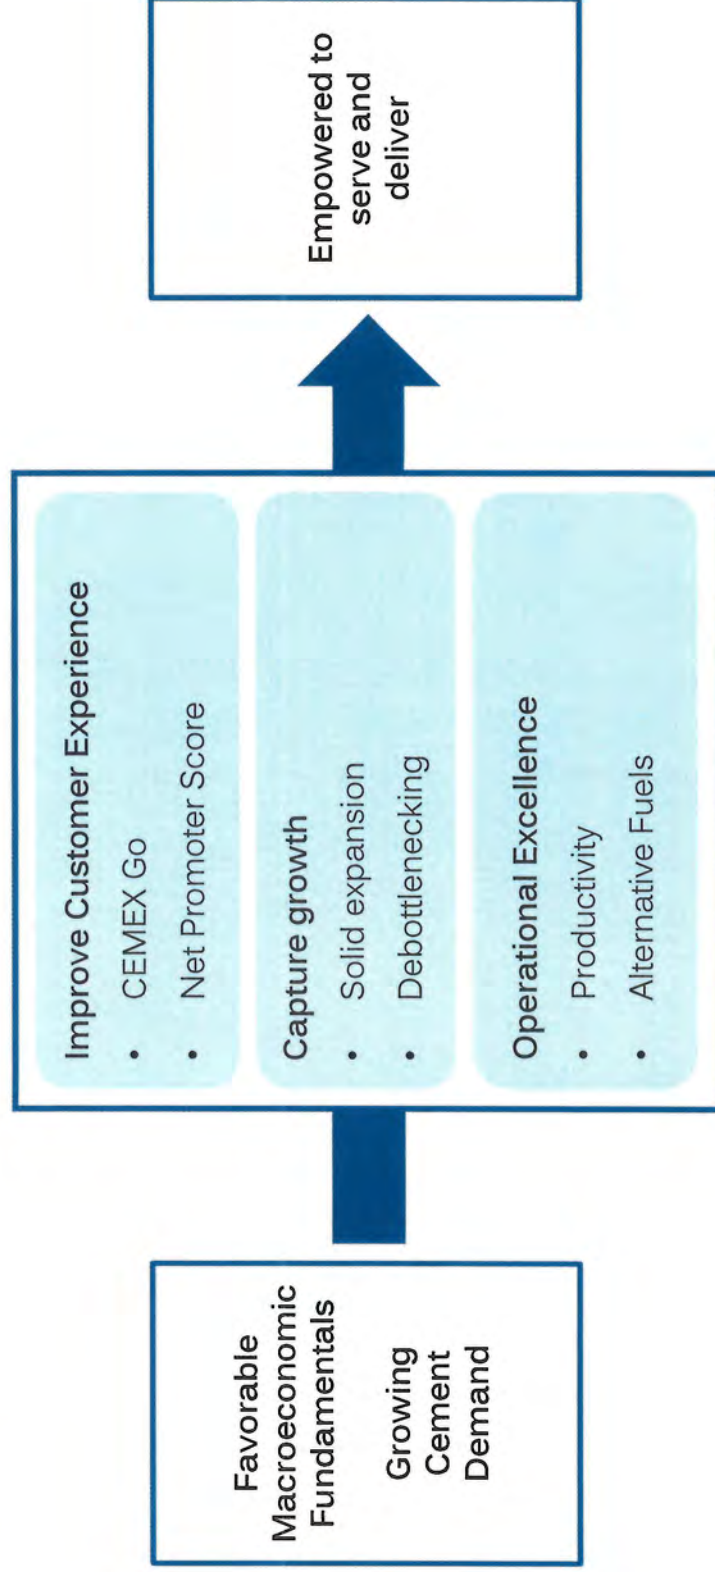 Favorable
Macroeconomic
Fundamentals
Growing
Cement
Demand
Improve Customer Experience
• CEMEX Go
• Net Promoter Score
Capture growth
• Solid expansion
• Debottlenecking
Operational Excellence
• Productivity
• Alternative Fuels
Empowered to
serve and
deliver